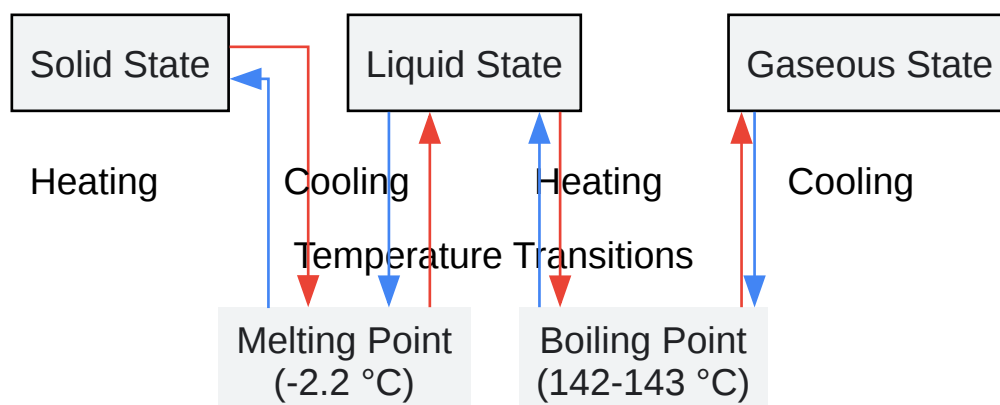 Solid State
Liquid State
Gaseous State
Heating
Cooling
Heating
Cooling
Temperature Transitions
Melting Point
(-2.2 °C)
Boiling Point
(142-143 °C)